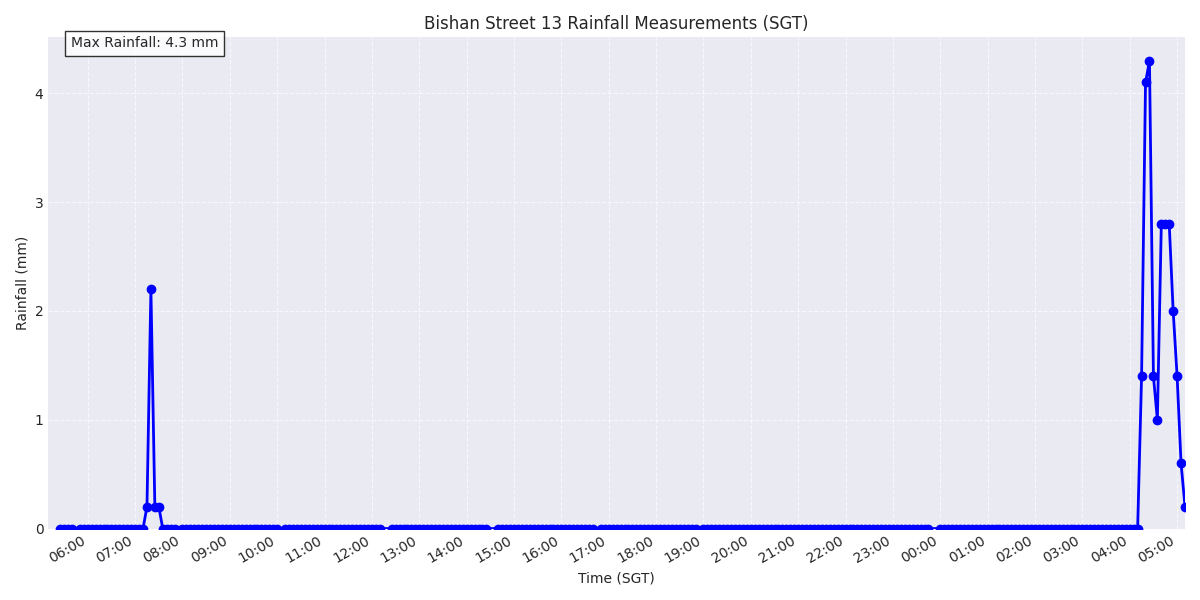 Bishan Street 13 Rainfall Measurements (SGT)
Max Rainfall: 4.3 mm
Rainfall (mm)
4
3
2
1
0
06:00 07:00 08:00 09:00 10:00 11:00 12:00 13:00 14:00 15:00 16:00 17:00 18:00 19:00 20:00 21:00 22:00 23:00 00:00 01:00 02:00 03:00 04:00 05:00
Time (SGT)